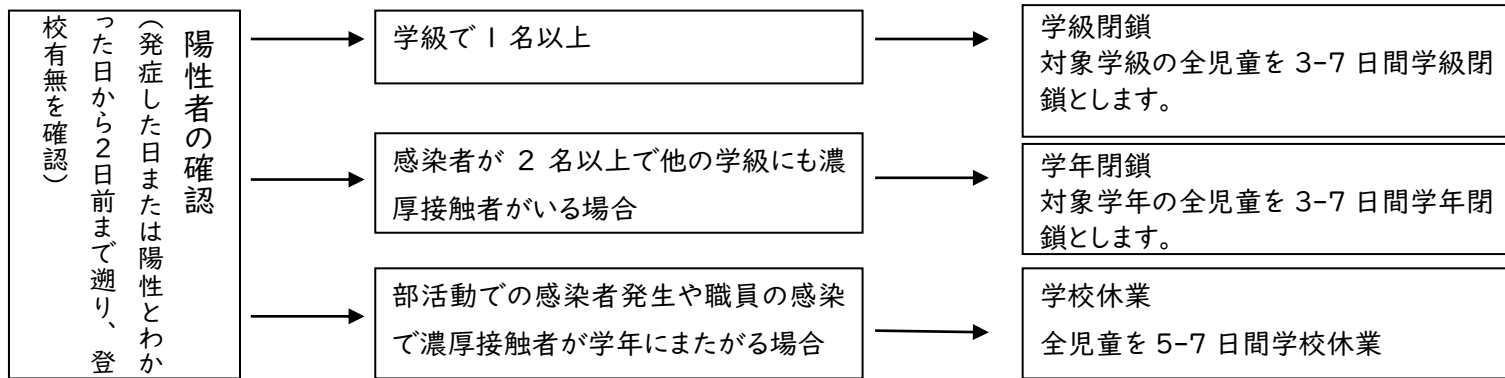 陽性者の確認
（発症した日または陽性とわか
った日から２日前まで遡り、登
校有無を確認）
学級で１名以上
学級閉鎖
対象学級の全児童を 3-7 日間学級閉
鎖とします。
感染者が 2 名以上で他の学級にも濃
厚接触者がいる場合
学年閉鎖
対象学年の全児童を 3-7 日間学年閉
鎖とします。
部活動での感染者発生や職員の感染
で濃厚接触者が学年にまたがる場合
学校休業
全児童を 5-7 日間学校休業